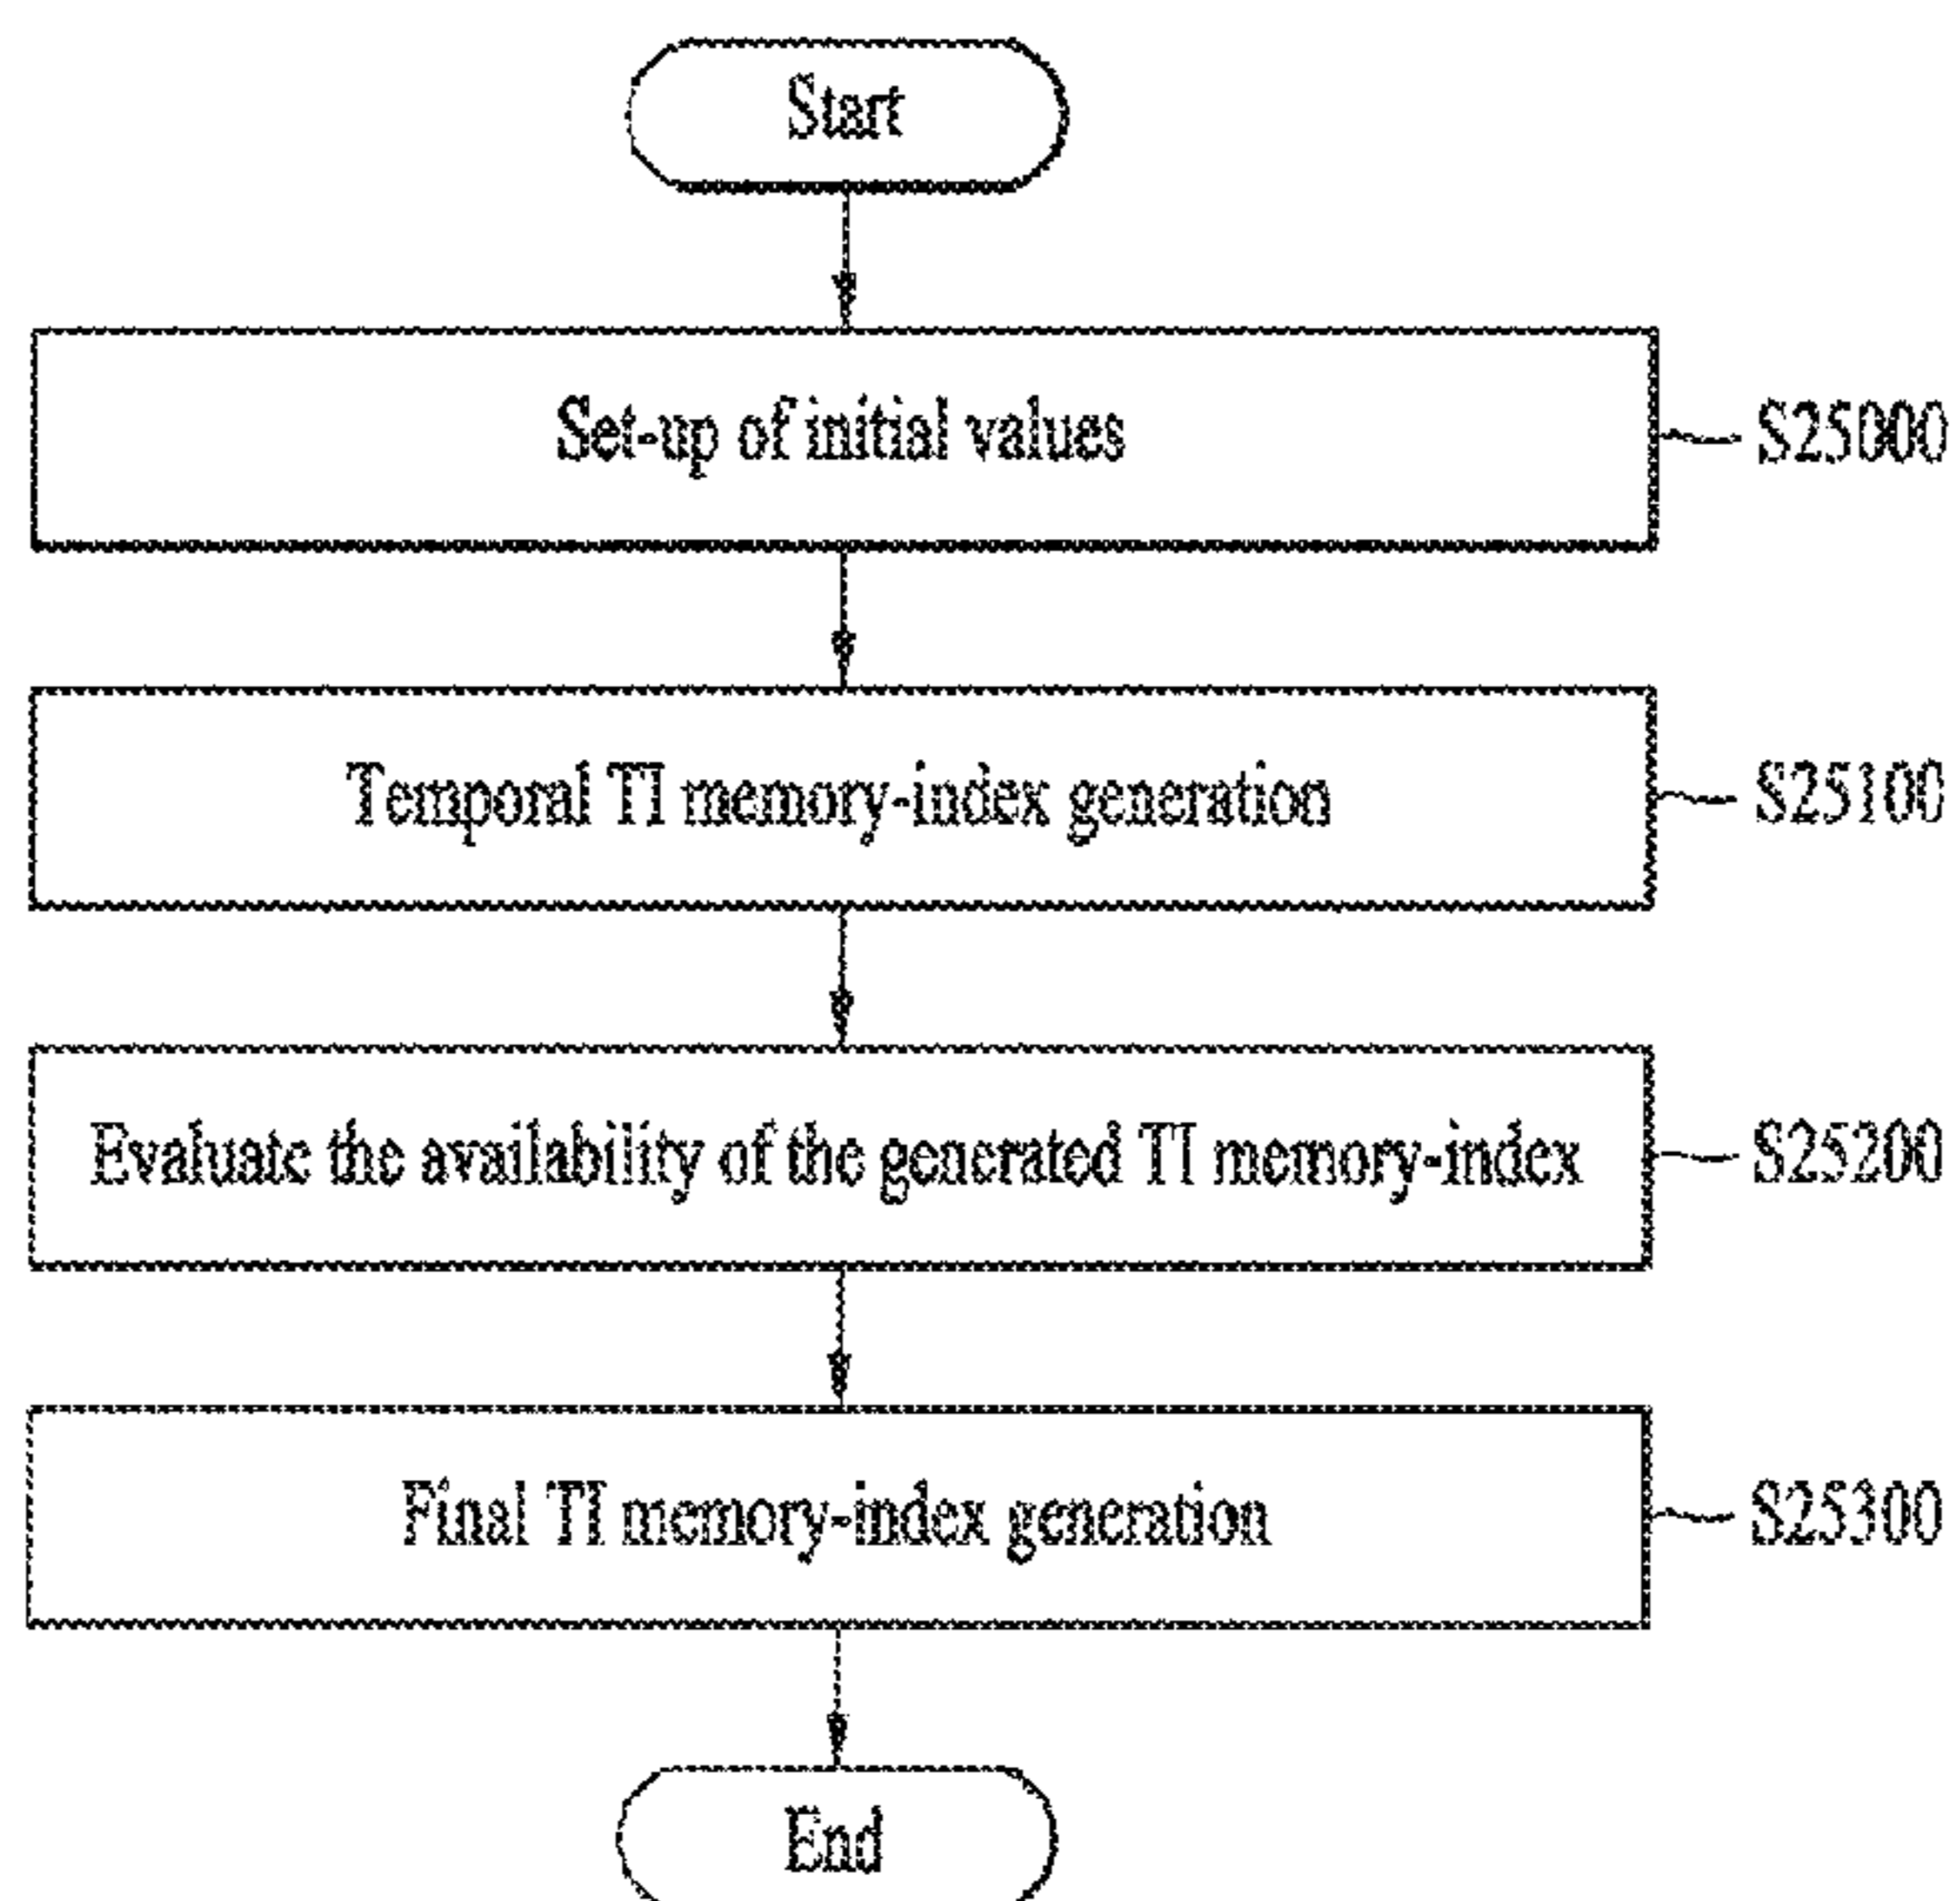 Start
Set-up of initial values
S25000
Temporal TI memory-index generation
S25100
Evaluate the availability of the generated TI memory-index
S25200
Final TI memory-index generation
S25300
End